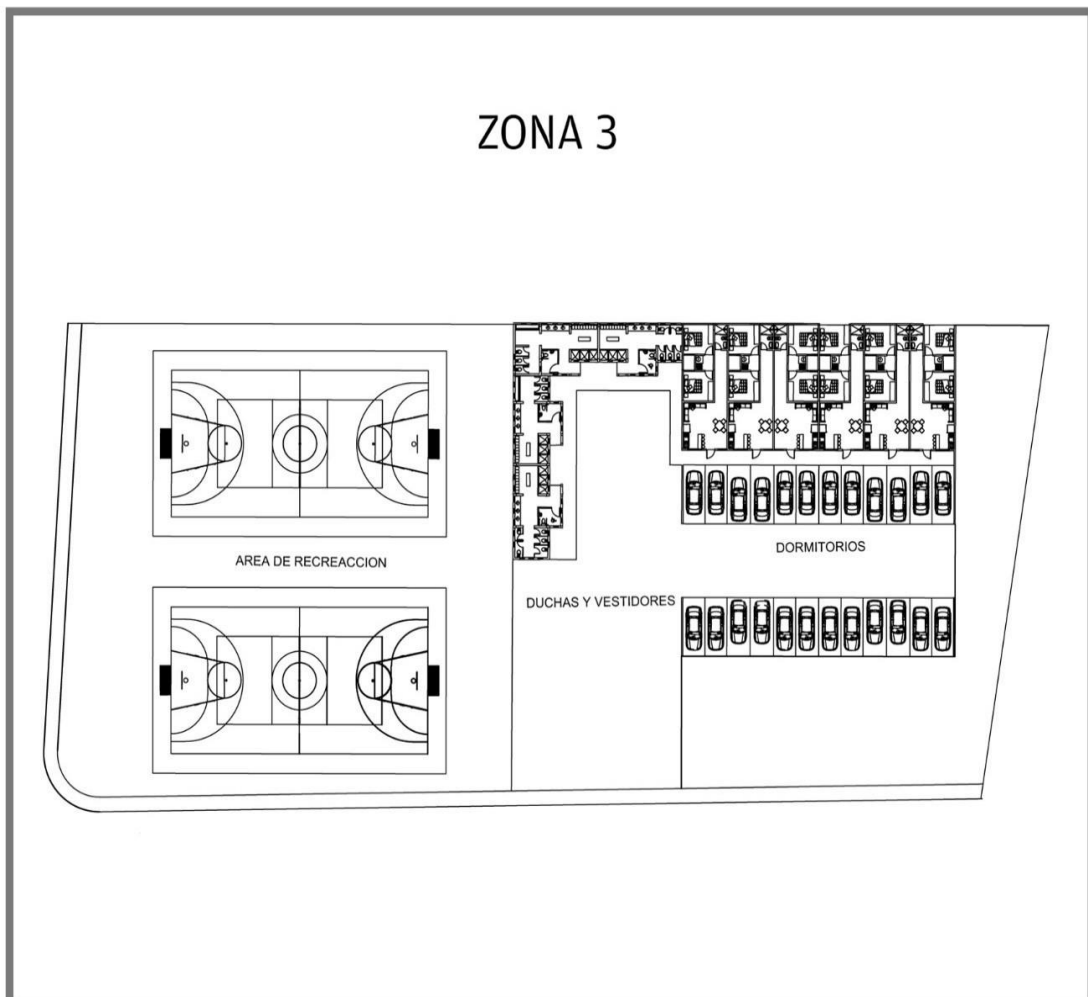 ZONA 3
AREA DE RECREACCION
DORMITORIOS
DUCHAS Y VESTIDORES